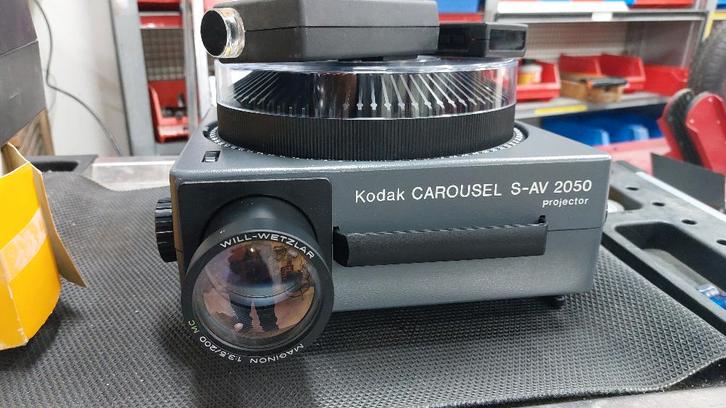 Kodak CAROUSEL S-AV 2050
projector
WILL-WETZLAR
MAGINON 1:3,5/200 MC